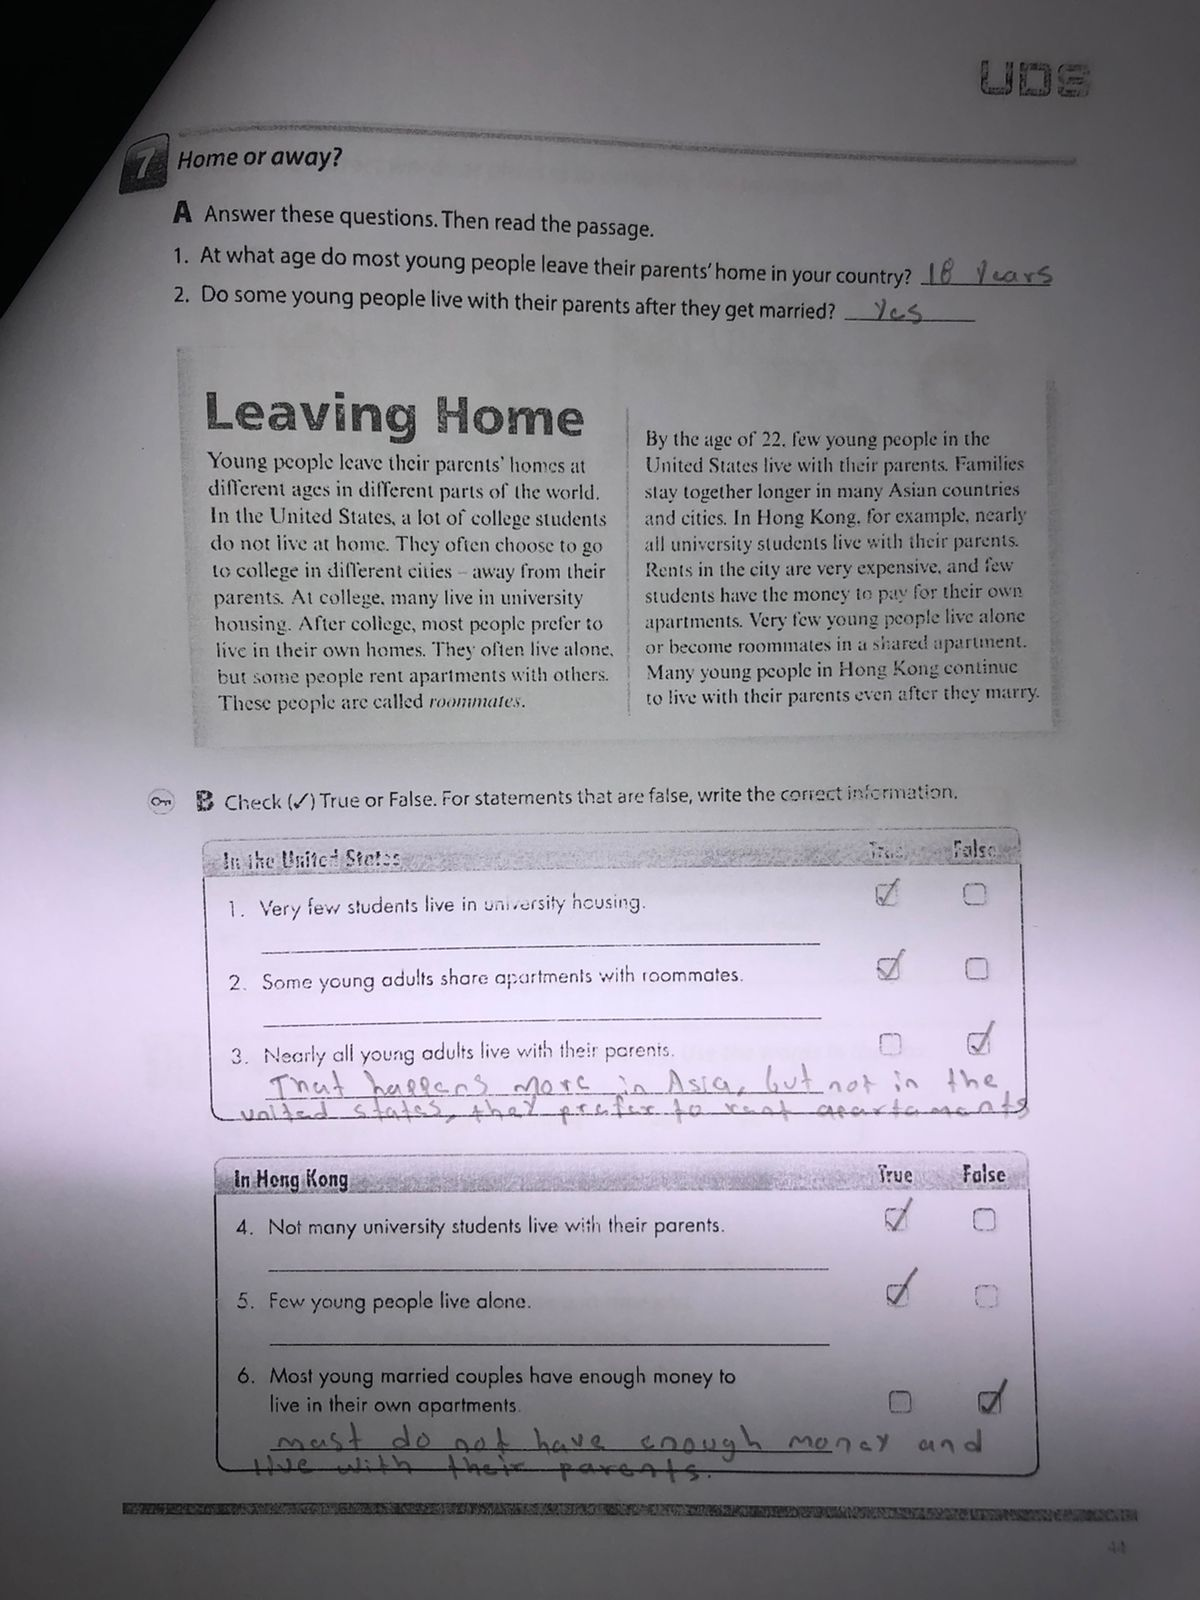 UDS
7 Home or away?
A Answer these questions. Then read the passage.
1. At what age do most young people leave their parents' home in your country? 18 Years
2. Do some young people live with their parents after they get married? Yes
Leaving Home
Young people leave their parents' homes at
different ages in different parts of the world.
In the United States, a lot of college students
do not live at home. They often choose to go
to college in different cities – away from their
parents. At college, many live in university
housing. After college, most people prefer to
live in their own homes. They often live alone,
but some people rent apartments with others.
These people are called roommates.
By the age of 22, few young people in the
United States live with their parents. Families
stay together longer in many Asian countries
and cities. In Hong Kong, for example, nearly
all university students live with their parents.
Rents in the city are very expensive, and few
students have the money to pay for their own
apartments. Very few young people live alone
or become roommates in a shared apartment.
Many young people in Hong Kong continue
to live with their parents even after they marry.
B Check (✓) True or False. For statements that are false, write the correct information.
In the United States True False
1. Very few students live in university housing.
2. Some young adults share apartments with roommates.
3. Nearly all young adults live with their parents.
That happens more in Asia, but not in the
united states, they prefer to rent apartaments
In Hong Kong True False
4. Not many university students live with their parents.
5. Few young people live alone.
6. Most young married couples have enough money to
live in their own apartments.
must do not have enough money and
live with their parents.
44